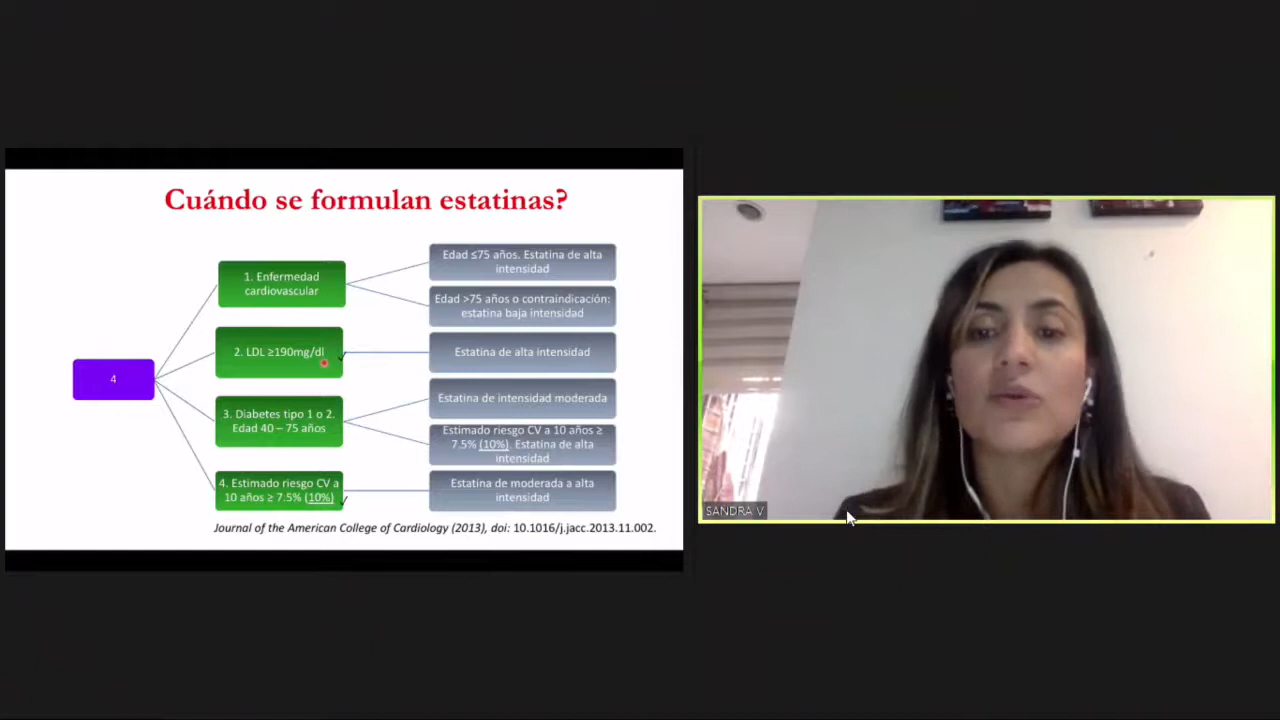 Cuándo se formulan estatinas?
4
1. Enfermedad
cardiovascular
Edad ≤75 años. Estatina de alta
intensidad
Edad >75 años o contraindicación:
estatina baja intensidad
2. LDL ≥190mg/dl
Estatina de alta intensidad
3. Diabetes tipo 1 o 2.
Edad 40 – 75 años
Estatina de intensidad moderada
Estimado riesgo CV a 10 años ≥
7.5% (10%). Estatina de alta
intensidad
4. Estimado riesgo CV a
10 años ≥ 7.5% (10%)
Estatina de moderada a alta
intensidad
Journal of the American College of Cardiology (2013), doi: 10.1016/j.jacc.2013.11.002.
SANDRA V